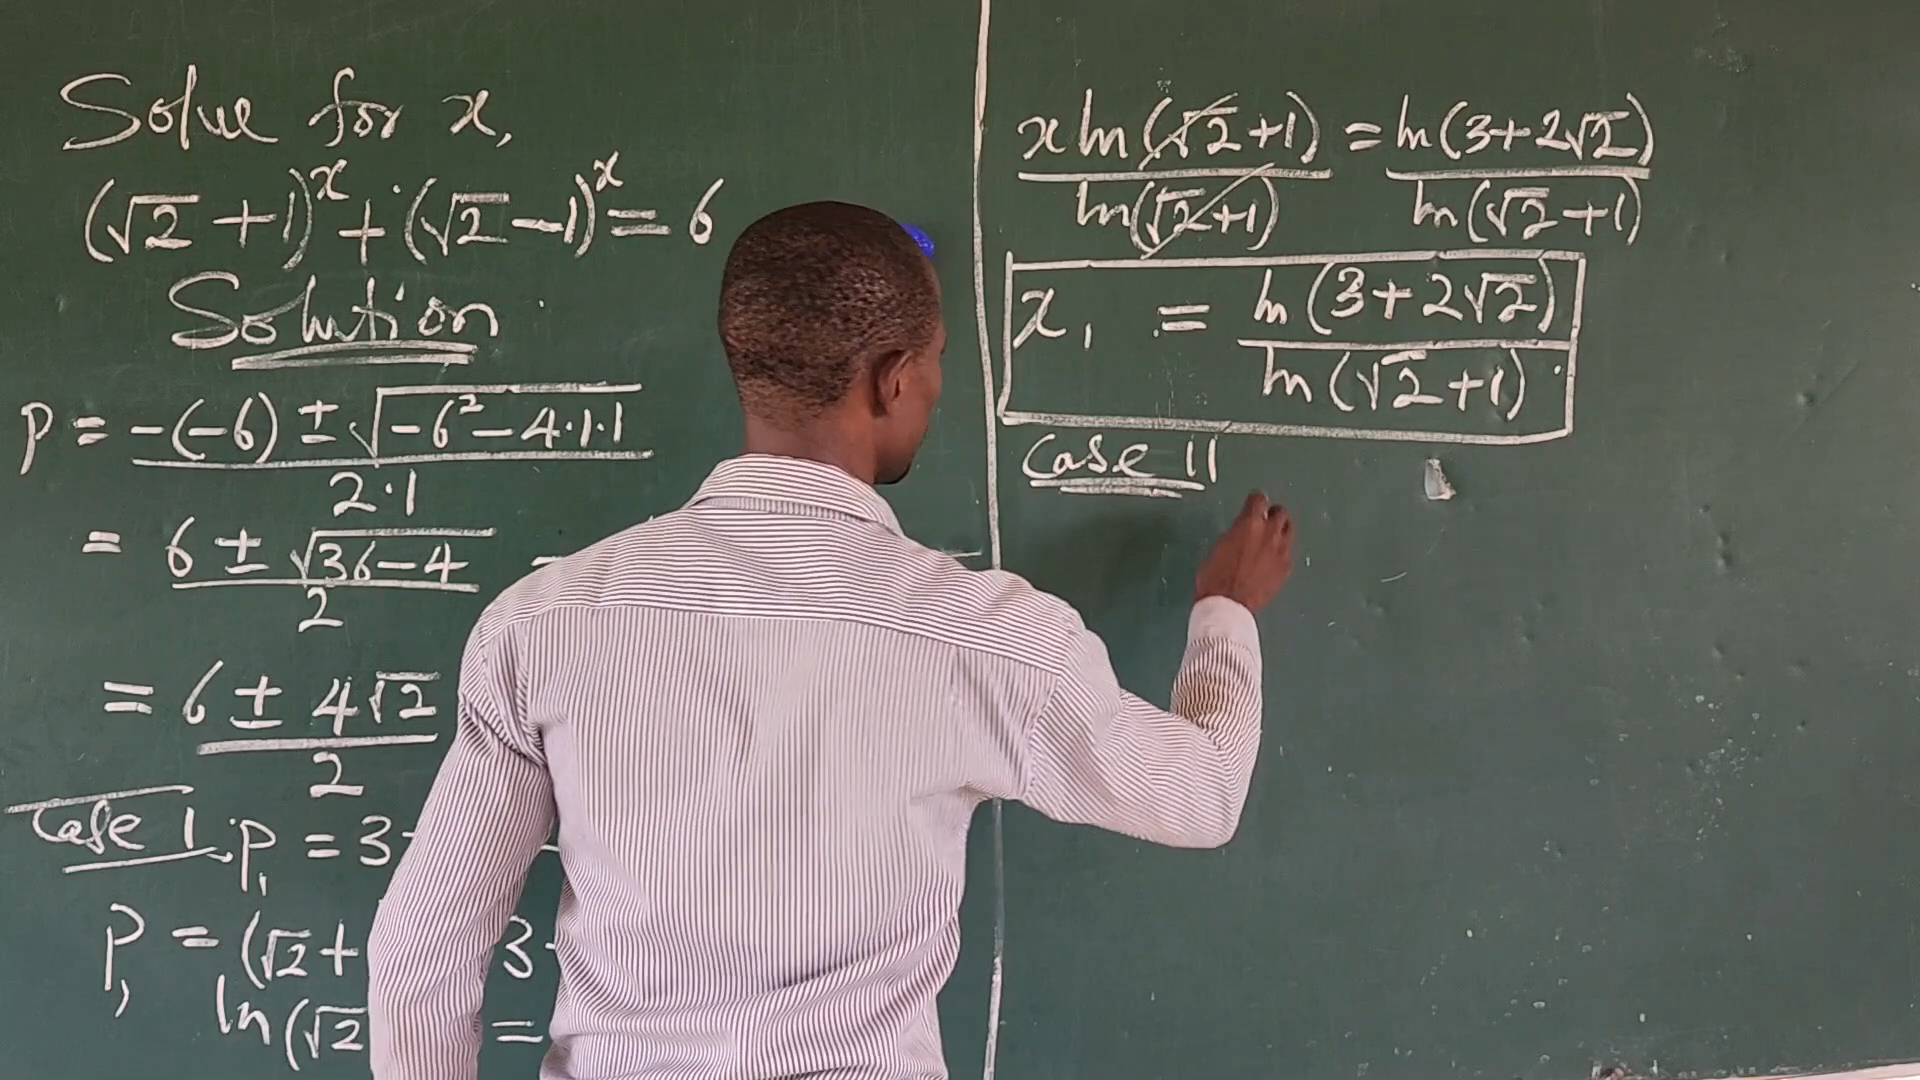 Solve for x,
(√2 + 1)^x + (√2 - 1)^x = 6
Solution
P = (-(-6) ± √(-6² - 4·1·1))/(2·1)
= (6 ± √(36-4))/2 =
= (6 ± 4√2)/2
Case 1. P₁ = 3
P₁ = (√2+ 3
ln(√2 =
(x ln(√2+1))/(ln(√2+1)) = (ln(3+2√2))/(ln(√2+1))
x₁ = (ln(3+2√2))/(ln(√2+1))
Case II